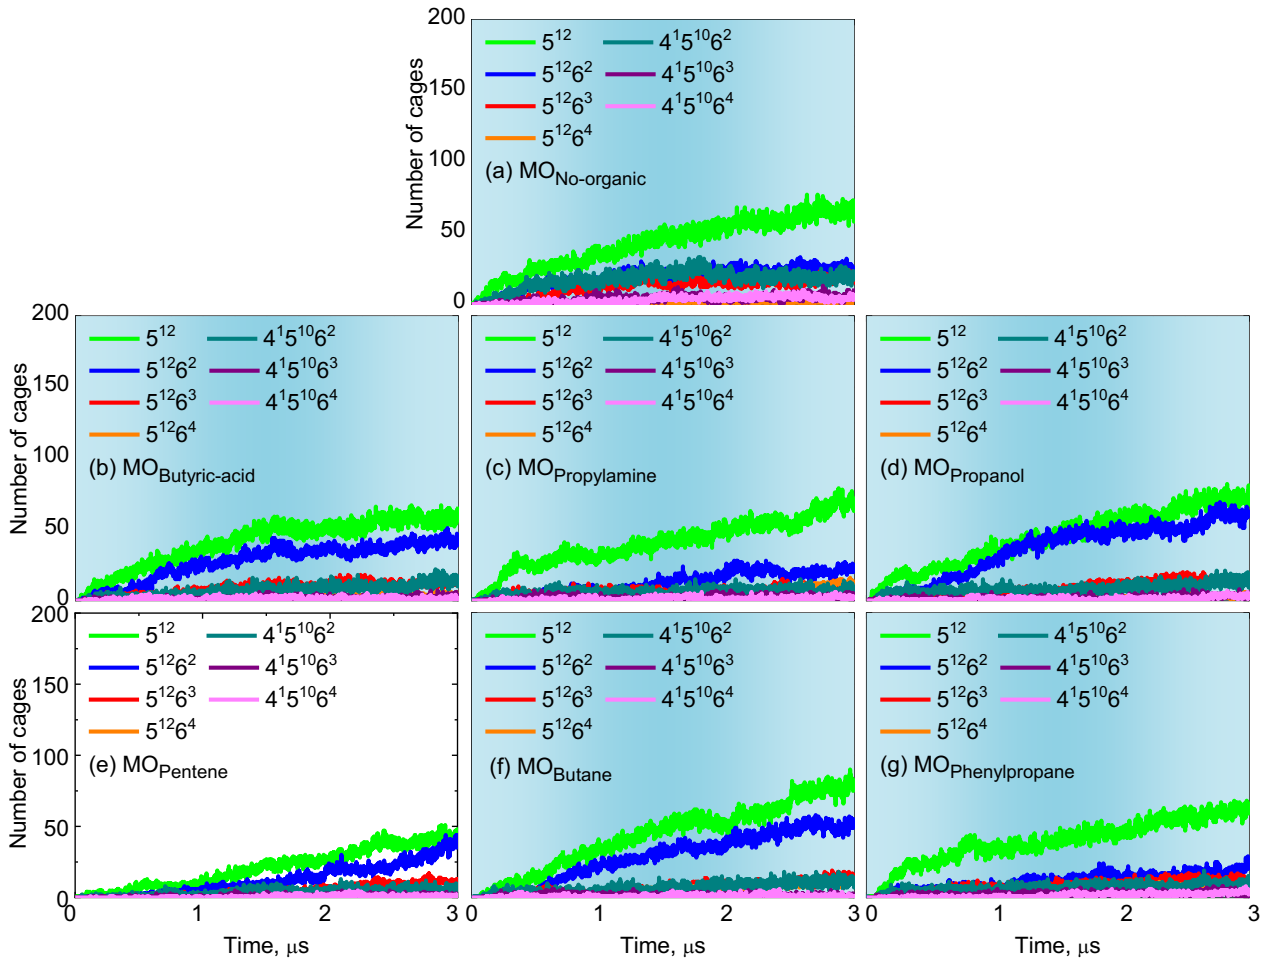 200
150
100
50
0
Number of cages
5¹² 4¹5¹⁰6²
5¹²6² 4¹5¹⁰6³
5¹²6³ 4¹5¹⁰6⁴
5¹²6⁴
(a) MO_No-organic
200
150
100
50
0
Number of cages
5¹² 4¹5¹⁰6²
5¹²6² 4¹5¹⁰6³
5¹²6³ 4¹5¹⁰6⁴
5¹²6⁴
(b) MO_Butyric-acid
5¹² 4¹5¹⁰6²
5¹²6² 4¹5¹⁰6³
5¹²6³ 4¹5¹⁰6⁴
5¹²6⁴
(c) MO_Propylamine
5¹² 4¹5¹⁰6²
5¹²6² 4¹5¹⁰6³
5¹²6³ 4¹5¹⁰6⁴
5¹²6⁴
(d) MO_Propanol
200
150
100
50
0
Number of cages
5¹² 4¹5¹⁰6²
5¹²6² 4¹5¹⁰6³
5¹²6³ 4¹5¹⁰6⁴
5¹²6⁴
(e) MO_Pentene
0 1 2 3
Time, μs
5¹² 4¹5¹⁰6²
5¹²6² 4¹5¹⁰6³
5¹²6³ 4¹5¹⁰6⁴
5¹²6⁴
(f) MO_Butane
0 1 2 3
Time, μs
5¹² 4¹5¹⁰6²
5¹²6² 4¹5¹⁰6³
5¹²6³ 4¹5¹⁰6⁴
5¹²6⁴
(g) MO_Phenylpropane
0 1 2 3
Time, μs